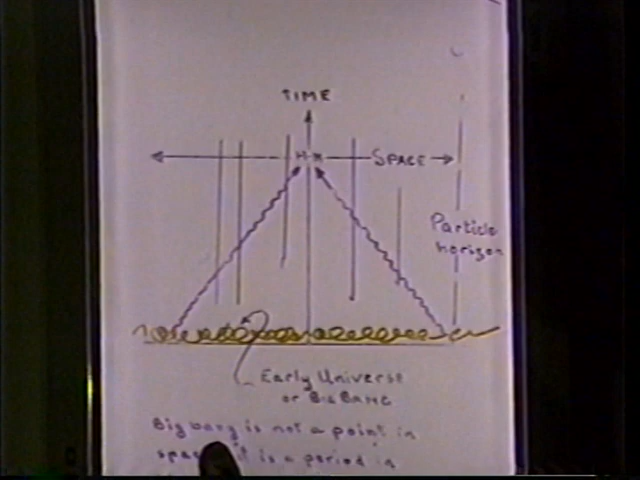 TIME
H·N
SPACE
Particle
horizon
Early Universe
or BIG BANG
Big bang is not a point in
it is a period in